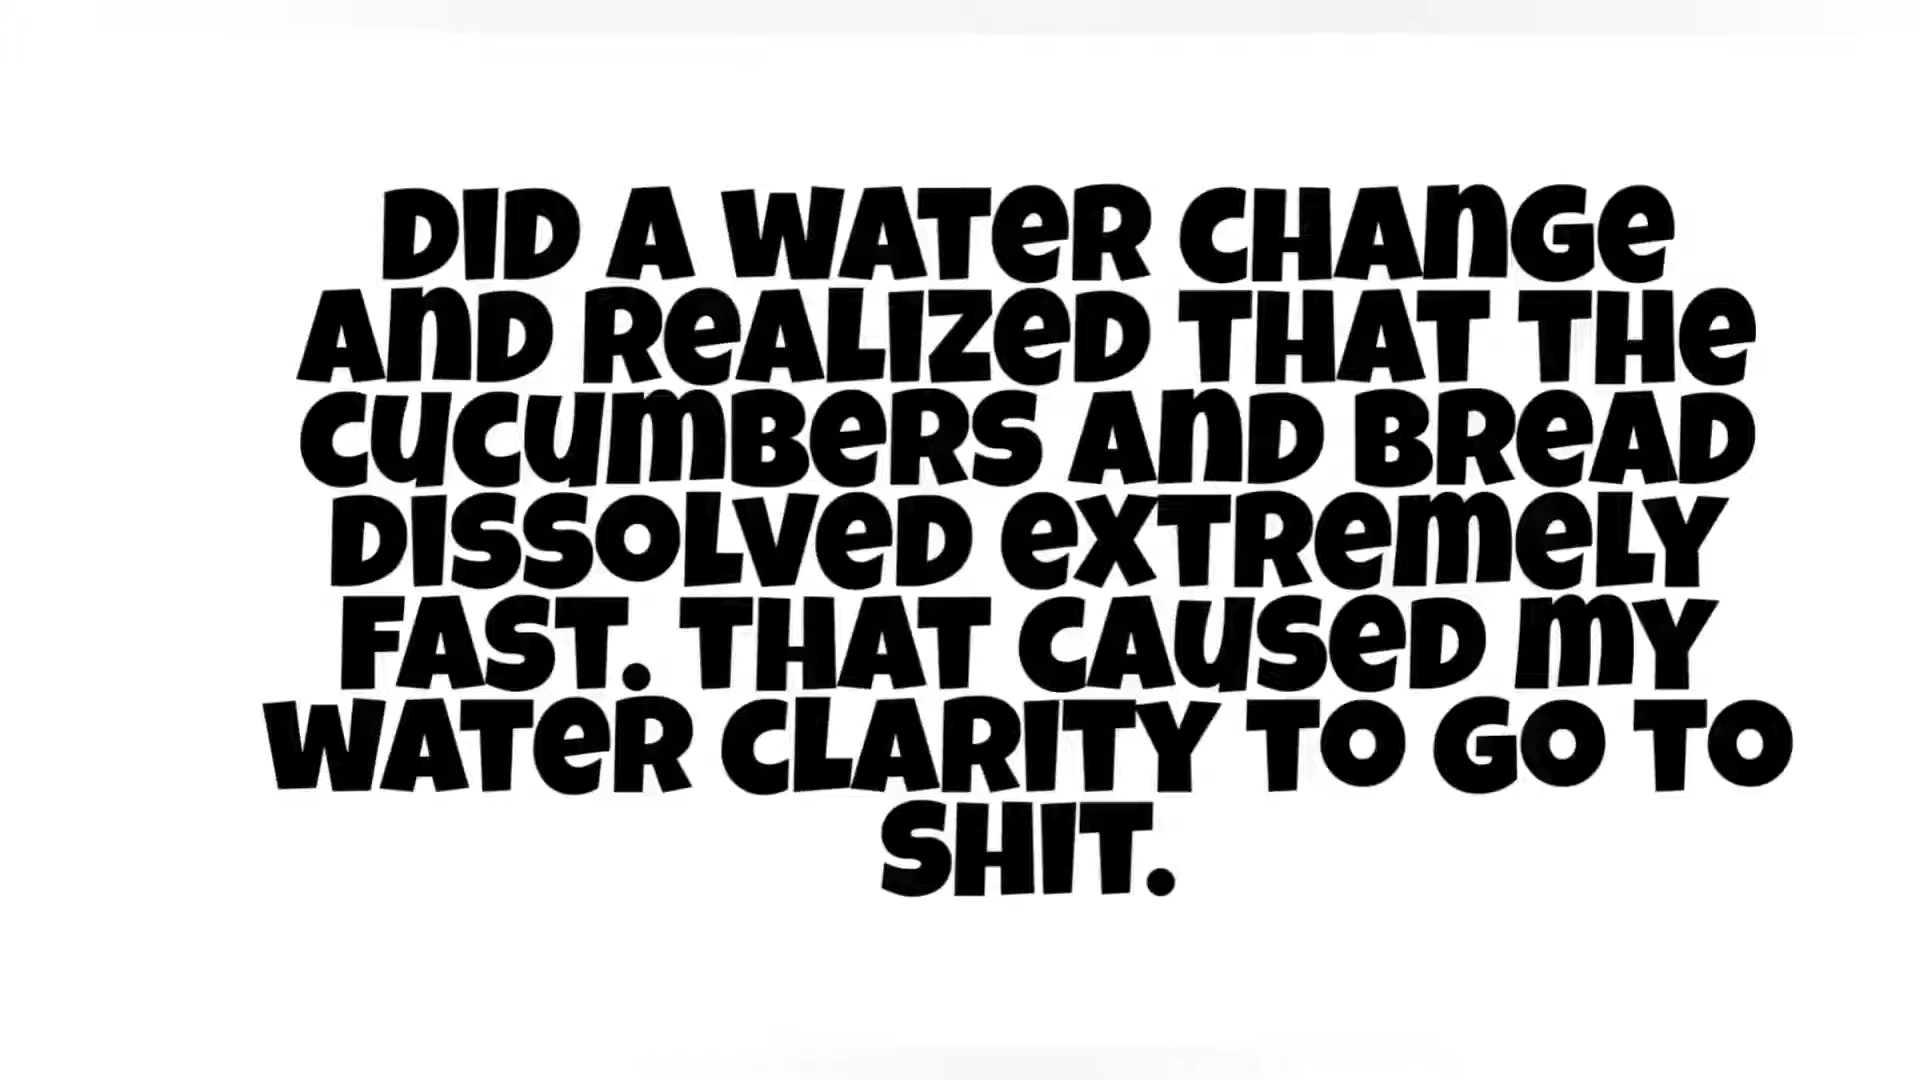 DID A WATER CHANGE
AND REALIZED THAT THE
CUCUMBERS AND BREAD
DISSOLVED EXTREMELY
FAST. THAT CAUSED MY
WATER CLARITY TO GO TO
SHIT.